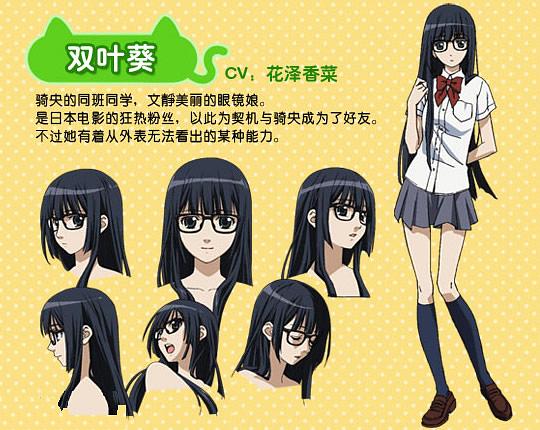 双叶葵
CV：花泽香菜
骑央的同班同学，文靜美丽的眼镜娘。
是日本电影的狂热粉丝，以此为契机与骑央成为了好友。
不过她有着从外表无法看出的某种能力。